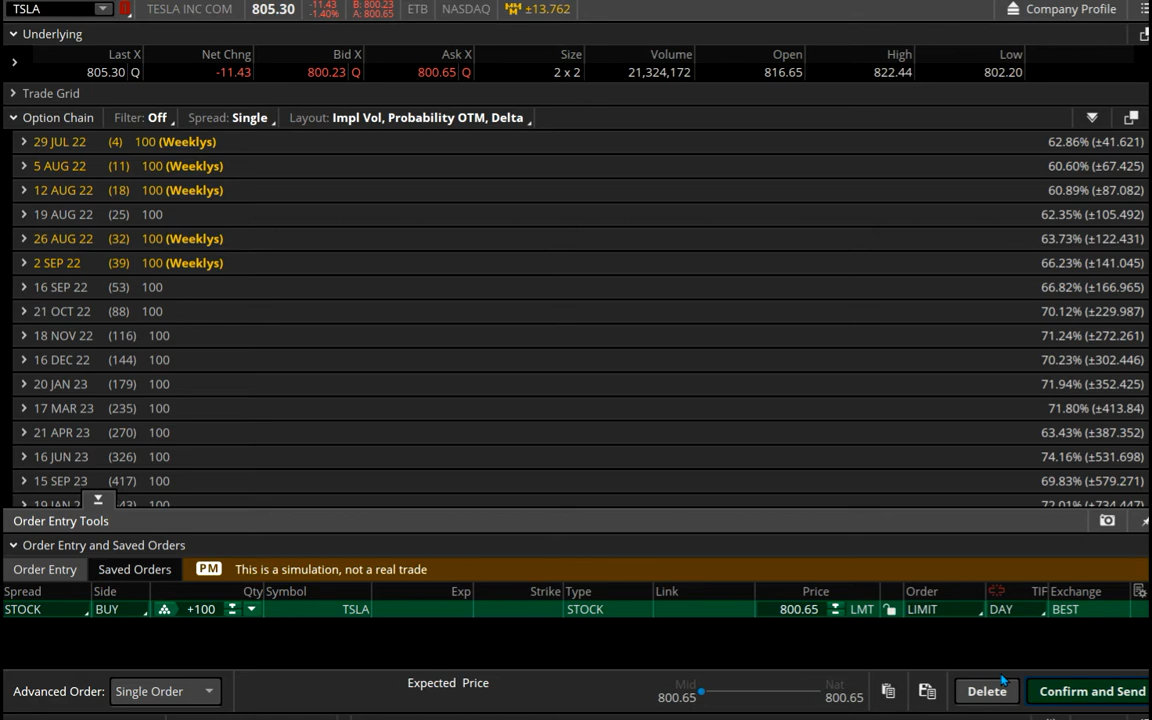 TSLA TESLA INC COM 805.30 -11.43 -1.40% B: 800.23 A: 800.65 ETB NASDAQ ±13.762 Company Profile
Underlying
Last X Net Chng Bid X Ask X Size Volume Open High Low
805.30 Q -11.43 800.23 Q 800.65 Q 2 x 2 21,324,172 816.65 822.44 802.20
Trade Grid
Option Chain Filter: Off Spread: Single Layout: Impl Vol, Probability OTM, Delta
29 JUL 22 (4) 100 (Weeklys) 62.86% (±41.621)
5 AUG 22 (11) 100 (Weeklys) 60.60% (±67.425)
12 AUG 22 (18) 100 (Weeklys) 60.89% (±87.082)
19 AUG 22 (25) 100 62.35% (±105.492)
26 AUG 22 (32) 100 (Weeklys) 63.73% (±122.431)
2 SEP 22 (39) 100 (Weeklys) 66.23% (±141.045)
16 SEP 22 (53) 100 66.82% (±166.965)
21 OCT 22 (88) 100 70.12% (±229.987)
18 NOV 22 (116) 100 71.24% (±272.261)
16 DEC 22 (144) 100 70.23% (±302.446)
20 JAN 23 (179) 100 71.94% (±352.425)
17 MAR 23 (235) 100 71.80% (±413.84)
21 APR 23 (270) 100 63.43% (±387.352)
16 JUN 23 (326) 100 74.16% (±531.698)
15 SEP 23 (417) 100 69.83% (±579.271)
19 JAN 100 72.01% (±734.447)
Order Entry Tools
Order Entry and Saved Orders
Order Entry Saved Orders PM This is a simulation, not a real trade
Spread Side Qty Symbol Exp Strike Type Link Price Order TIF Exchange
STOCK BUY +100 TSLA STOCK 800.65 LMT LIMIT DAY BEST
Advanced Order: Single Order Expected Price Mid 800.65 Nat 800.65 Delete Confirm and Send